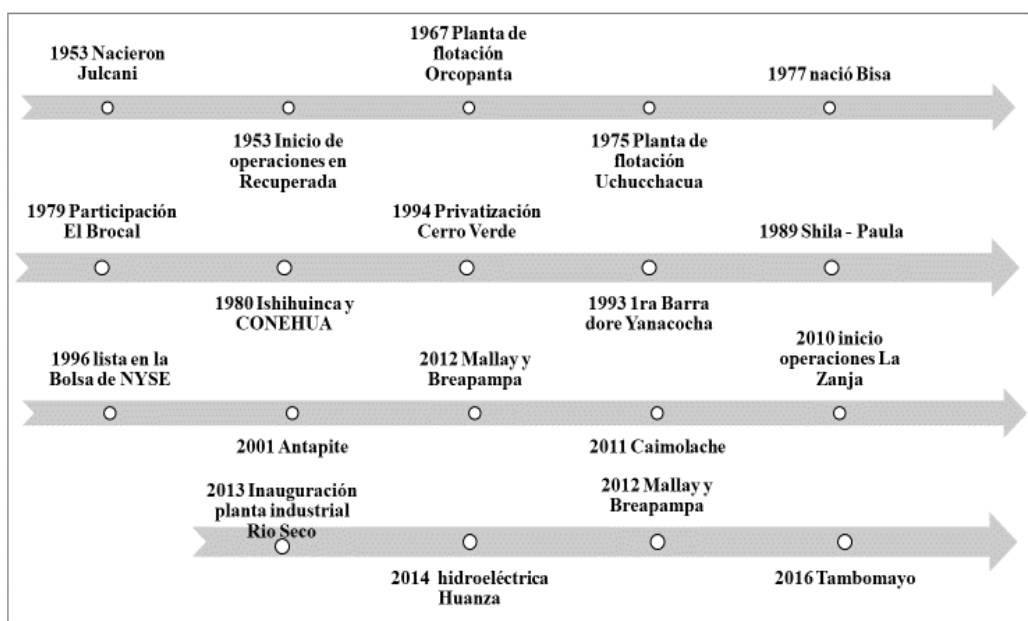 1953 Nacieron
Julcani
1953 Inicio de
operaciones en
Recuperada
1967 Planta de
flotación
Orcopanta
1975 Planta de
flotación
Uchucchacua
1977 nació Bisa
1979 Participación
El Brocal
1980 Ishihuinca y
CONEHUA
1994 Privatización
Cerro Verde
1993 1ra Barra
dore Yanacocha
1989 Shila - Paula
1996 lista en la
Bolsa de NYSE
2001 Antapite
2012 Mallay y
Breapampa
2011 Caimolache
2010 inicio
operaciones La
Zanja
2013 Inauguración
planta industrial
Rio Seco
2014 hidroeléctrica
Huanza
2012 Mallay y
Breapampa
2016 Tambomayo